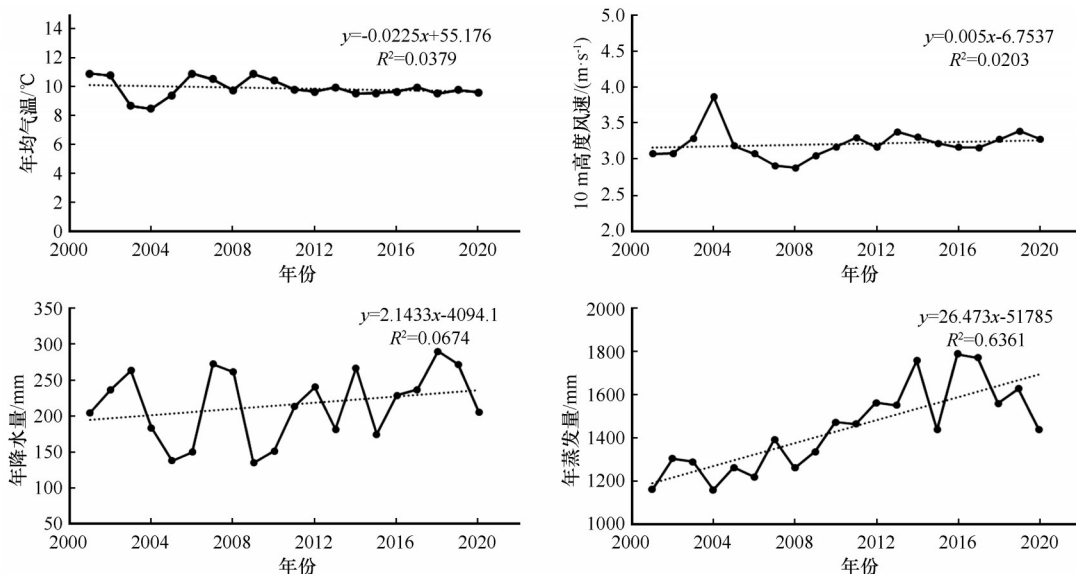 14
12
10
8
6
4
2
0
年均气温/℃
y=-0.0225x+55.176
R²=0.0379
2000 2004 2008 2012 2016 2020
年份
5.0
4.5
4.0
3.5
3.0
2.5
2.0
10 m高度风速/(m·s⁻¹)
y=0.005x-6.7537
R²=0.0203
2000 2004 2008 2012 2016 2020
年份
350
300
250
200
150
100
50
年降水量/mm
y=2.1433x-4094.1
R²=0.0674
2000 2004 2008 2012 2016 2020
年份
2000
1800
1600
1400
1200
1000
年蒸发量/mm
y=26.473x-51785
R²=0.6361
2000 2004 2008 2012 2016 2020
年份